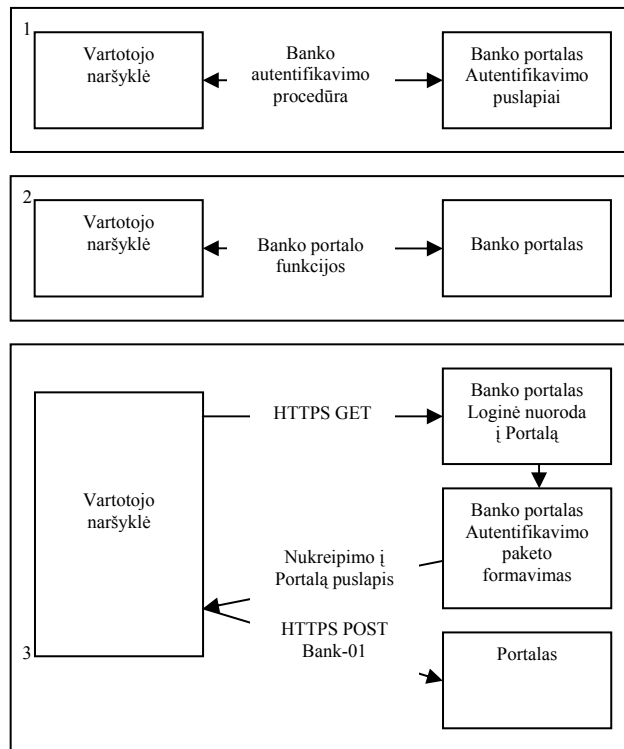 1
Vartotojo
naršyklė
Banko
autentifikavimo
procedūra
Banko portalas
Autentifikavimo
puslapiai
2
Vartotojo
naršyklė
Banko portalo
funkcijos
Banko portalas
HTTPS GET
Banko portalas
Loginė nuoroda
į Portalą
Vartotojo
naršyklė
Banko portalas
Autentifikavimo
paketo
formavimas
Nukreipimo į
Portalą puslapis
HTTPS POST
Bank-01
Portalas
3